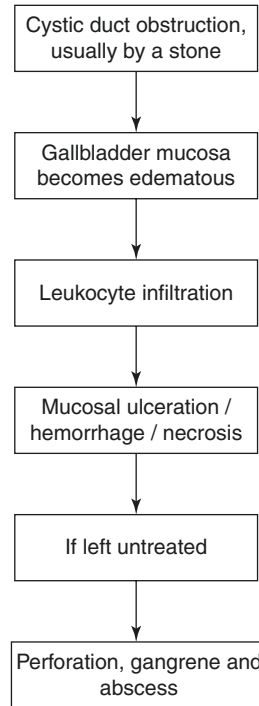 Cystic duct obstruction,
usually by a stone
Gallbladder mucosa
becomes edematous
Leukocyte infiltration
Mucosal ulceration /
hemorrhage / necrosis
If left untreated
Perforation, gangrene and
abscess